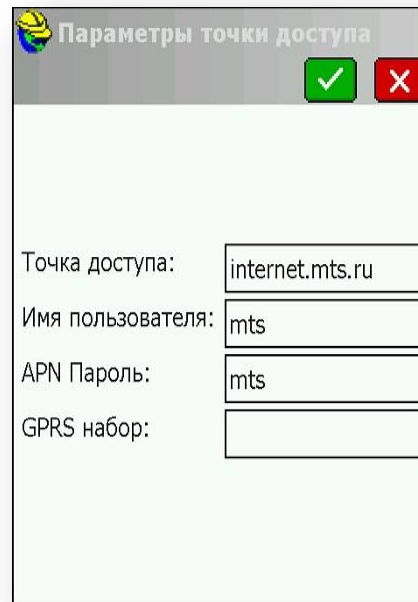 Параметры точки доступа
Точка доступа: internet.mts.ru
Имя пользователя: mts
APN Пароль: mts
GPRS набор: